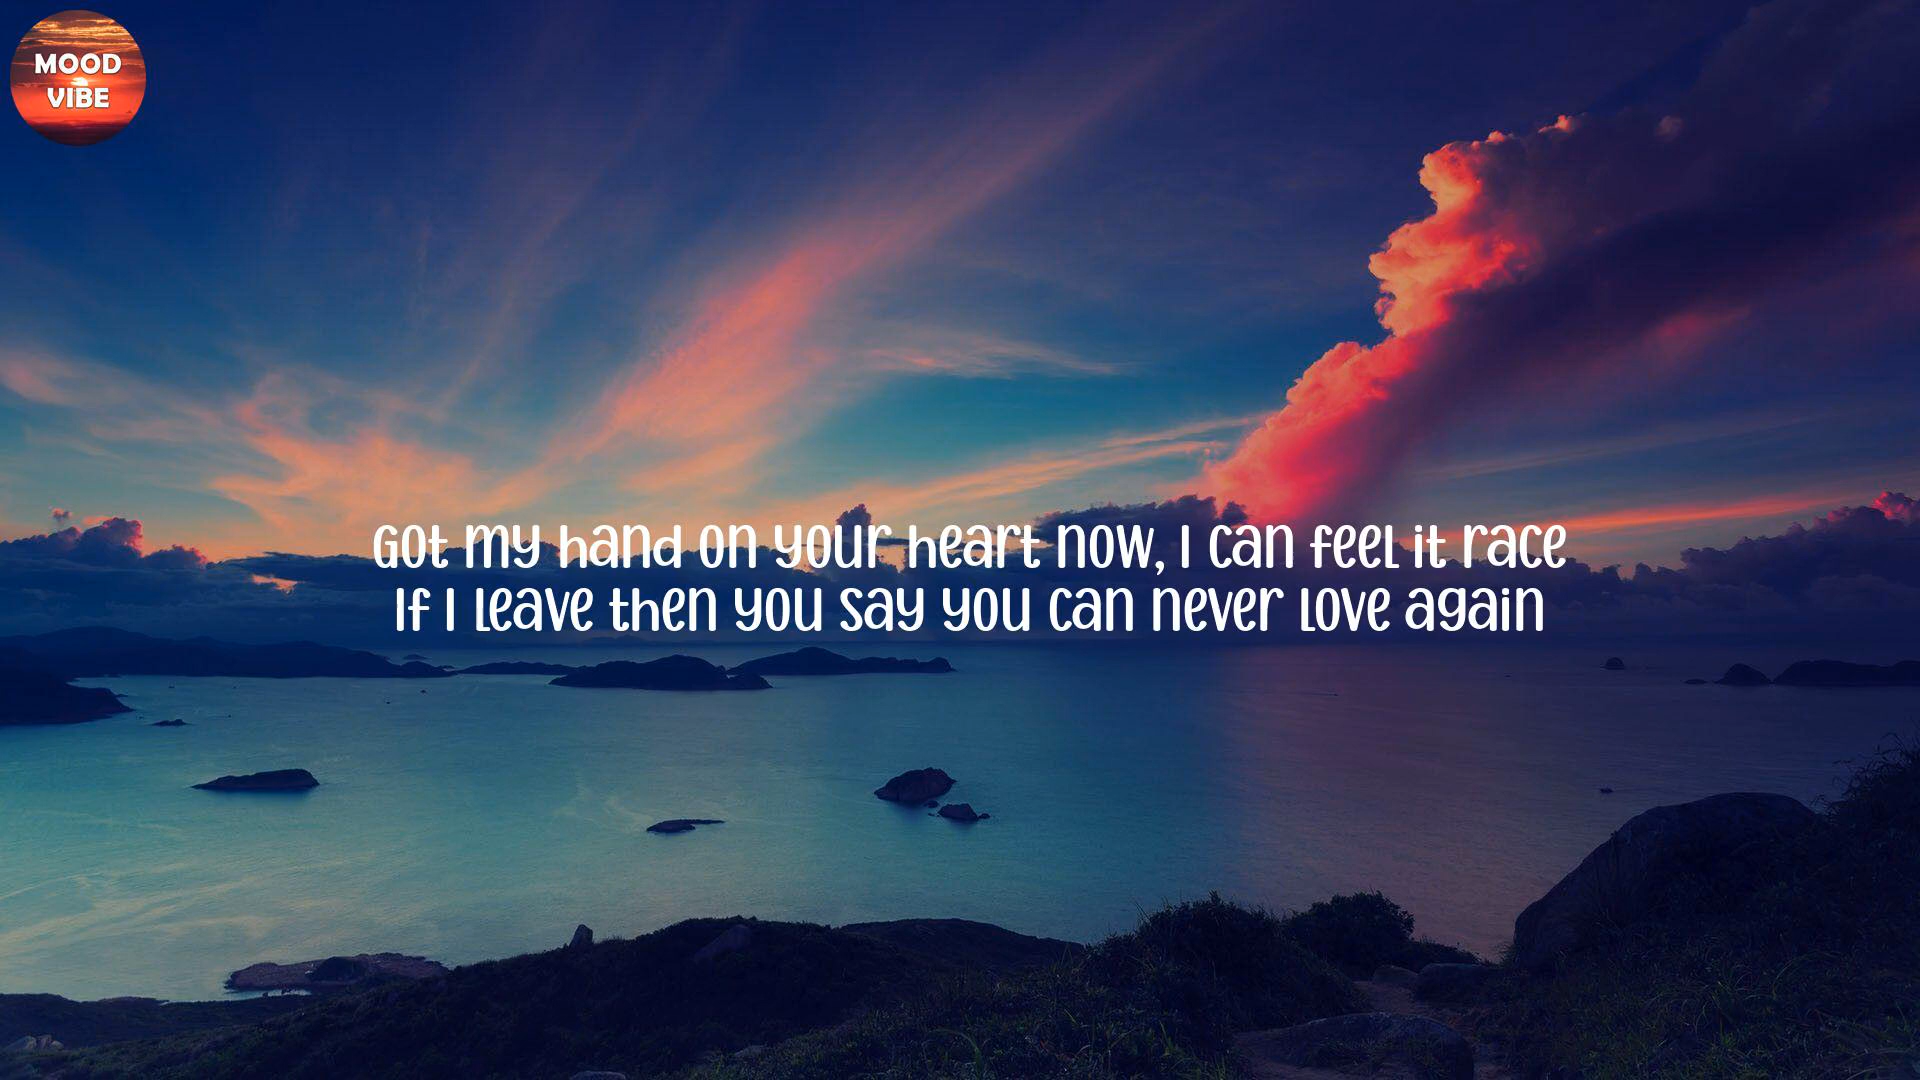 MOOD
VIBE
Got my hand on your heart now, I can feel it race
If I leave then you say you can never love again